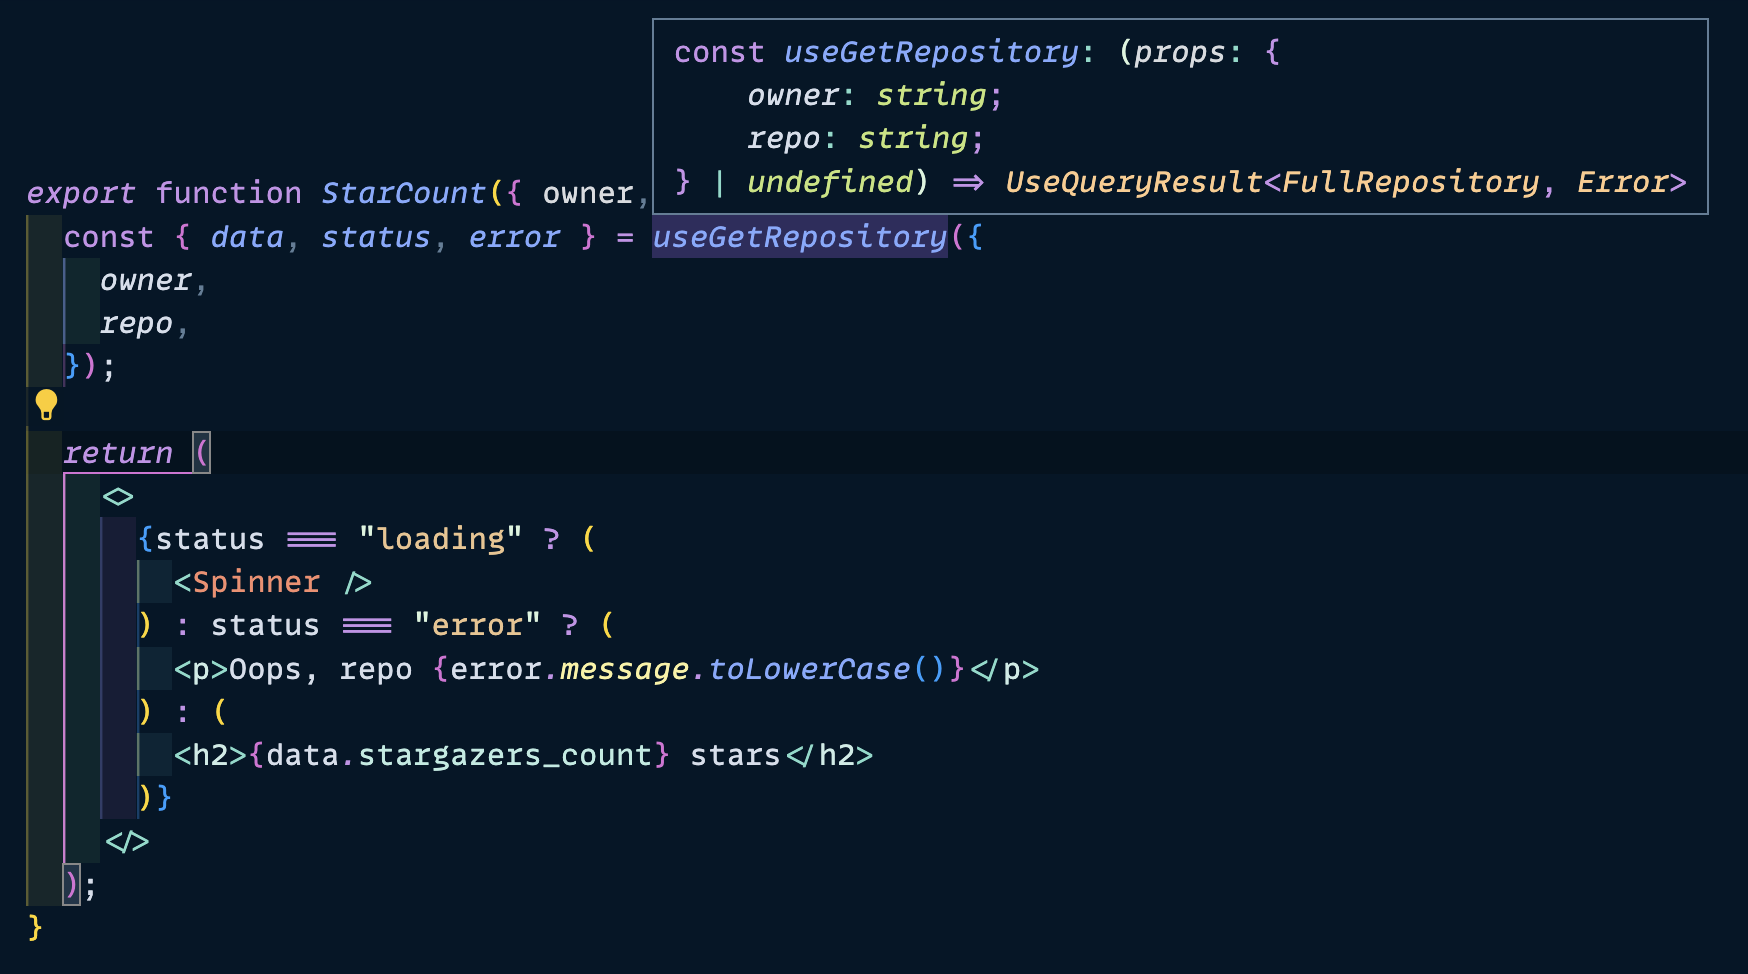 const useGetRepository: (props: {
    owner: string;
    repo: string;
} | undefined) => UseQueryResult<FullRepository, Error>
export function StarCount({ owner,
  const { data, status, error } = useGetRepository({
    owner,
    repo,
  });
  return (
    <>
      {status === "loading" ? (
        <Spinner />
      ) : status === "error" ? (
        <p>Oops, repo {error.message.toLowerCase()}</p>
      ) : (
        <h2>{data.stargazers_count} stars</h2>
      )}
    </>
  );
}